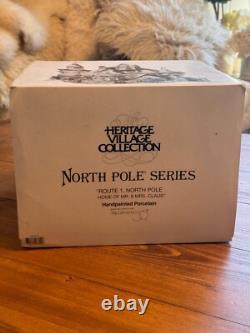 HERITAGE
VILLAGE
COLLECTION
NORTH POLE SERIES
"ROUTE 1, NORTH POLE
HOME OF MR. & MRS. CLAUS"
Handpainted Porcelain